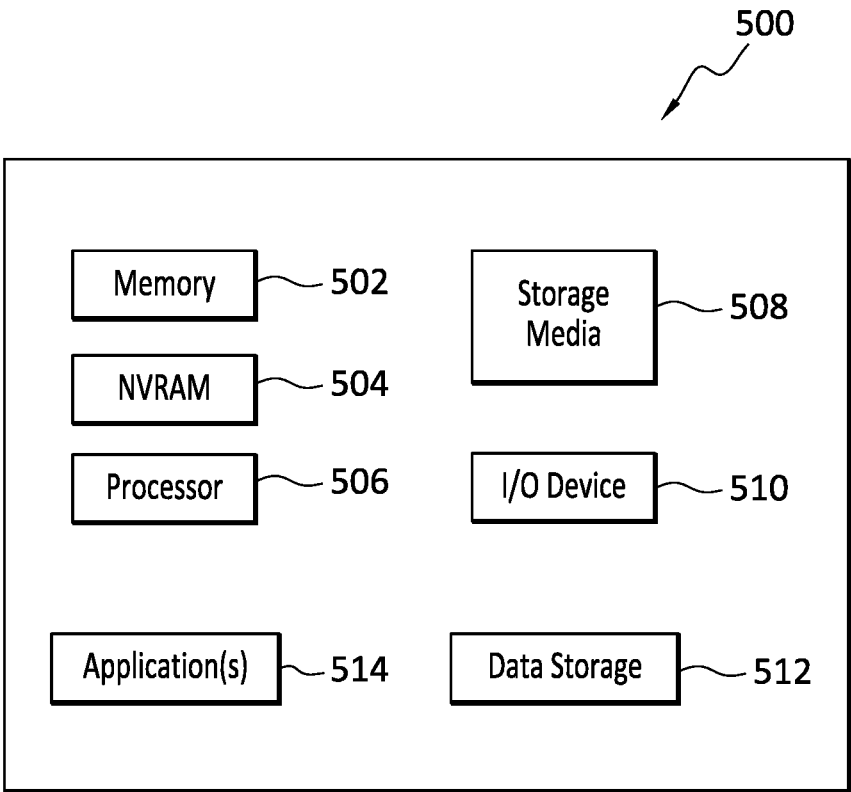 500
Memory
502
Storage
Media
508
NVRAM
504
Processor
506
I/O Device
510
Application(s)
514
Data Storage
512